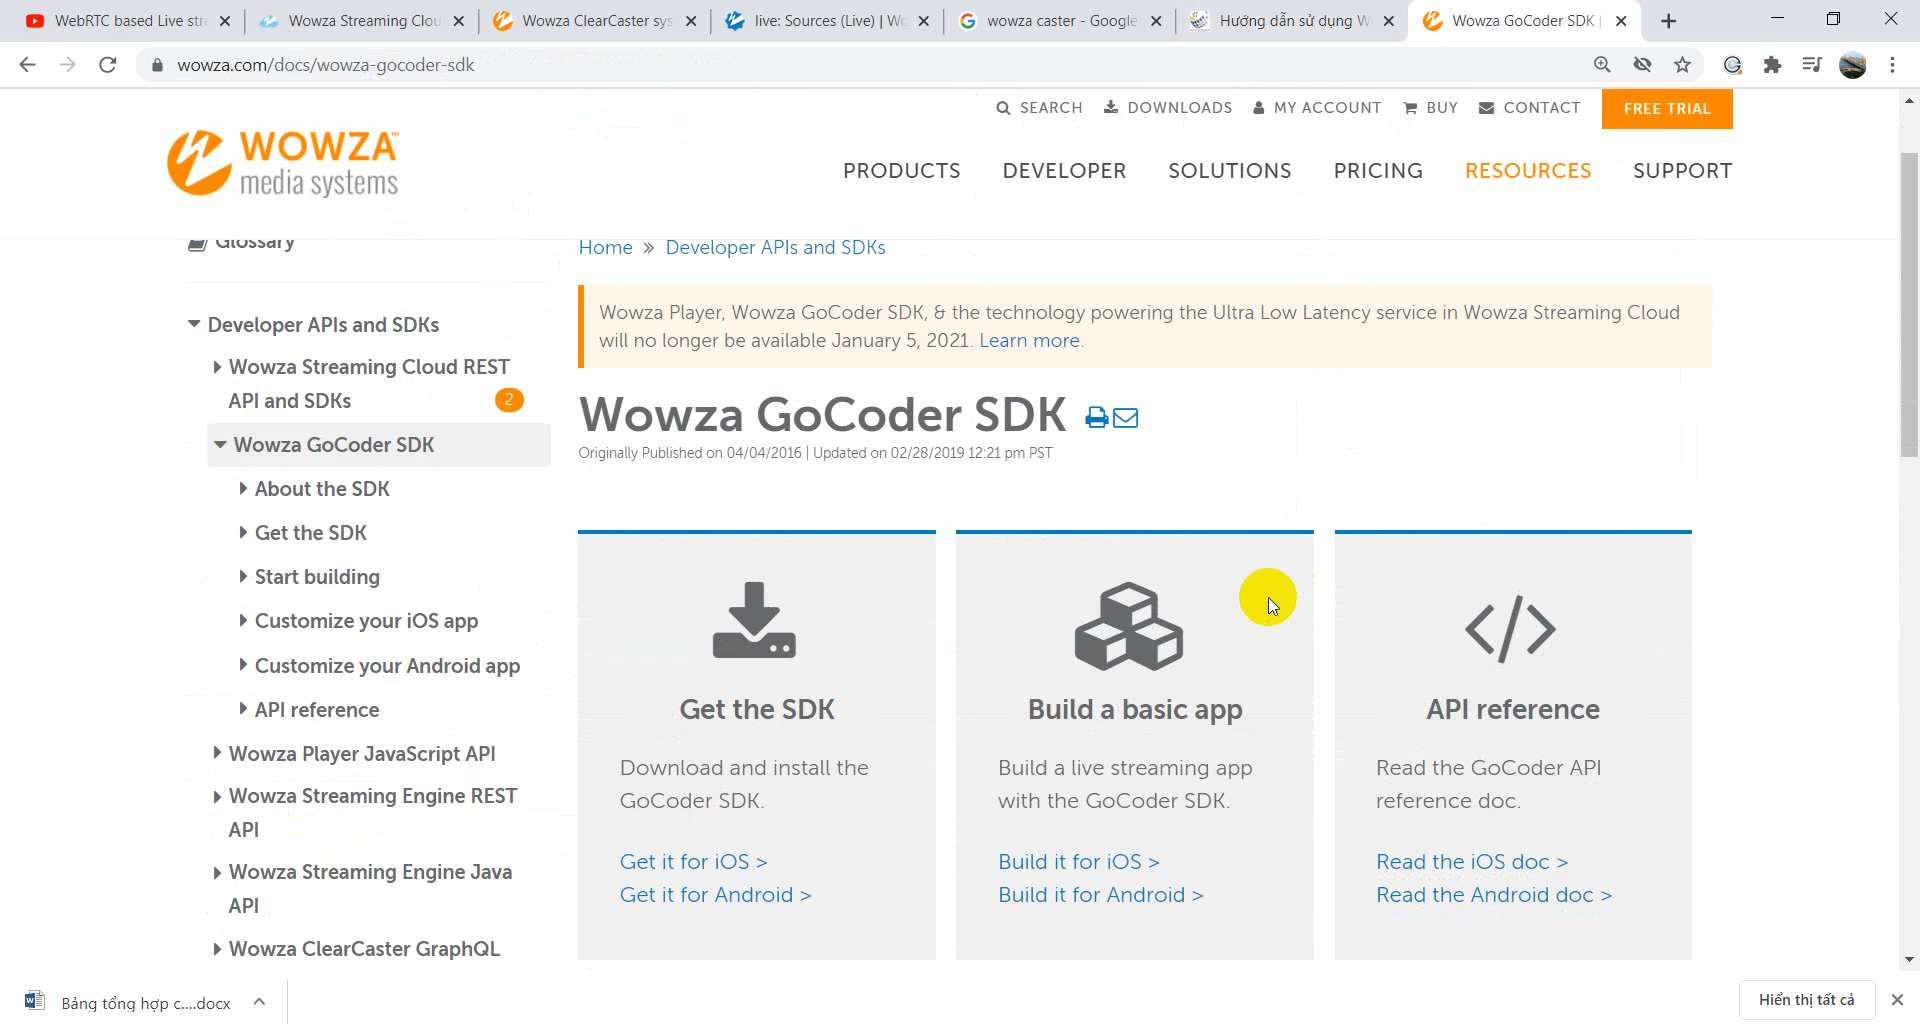 WebRTC based Live str
Wowza Streaming Clou
Wowza ClearCaster sys
live: Sources (Live) | Wo
wowza caster - Google
Hướng dẫn sử dụng W
Wowza GoCoder SDK |
wowza.com/docs/wowza-gocoder-sdk
SEARCH
DOWNLOADS
MY ACCOUNT
BUY
CONTACT
FREE TRIAL
WOWZA™
media systems
PRODUCTS
DEVELOPER
SOLUTIONS
PRICING
RESOURCES
SUPPORT
Glossary
Home » Developer APIs and SDKs
Developer APIs and SDKs
Wowza Streaming Cloud REST
API and SDKs
2
Wowza GoCoder SDK
About the SDK
Get the SDK
Start building
Customize your iOS app
Customize your Android app
API reference
Wowza Player JavaScript API
Wowza Streaming Engine REST
API
Wowza Streaming Engine Java
API
Wowza ClearCaster GraphQL
Wowza Player, Wowza GoCoder SDK, & the technology powering the Ultra Low Latency service in Wowza Streaming Cloud
will no longer be available January 5, 2021. Learn more.
Wowza GoCoder SDK
Originally Published on 04/04/2016 | Updated on 02/28/2019 12:21 pm PST
Get the SDK
Download and install the
GoCoder SDK.
Get it for iOS >
Get it for Android >
Build a basic app
Build a live streaming app
with the GoCoder SDK.
Build it for iOS >
Build it for Android >
API reference
Read the GoCoder API
reference doc.
Read the iOS doc >
Read the Android doc >
Bảng tổng hợp c....docx
Hiển thị tất cả